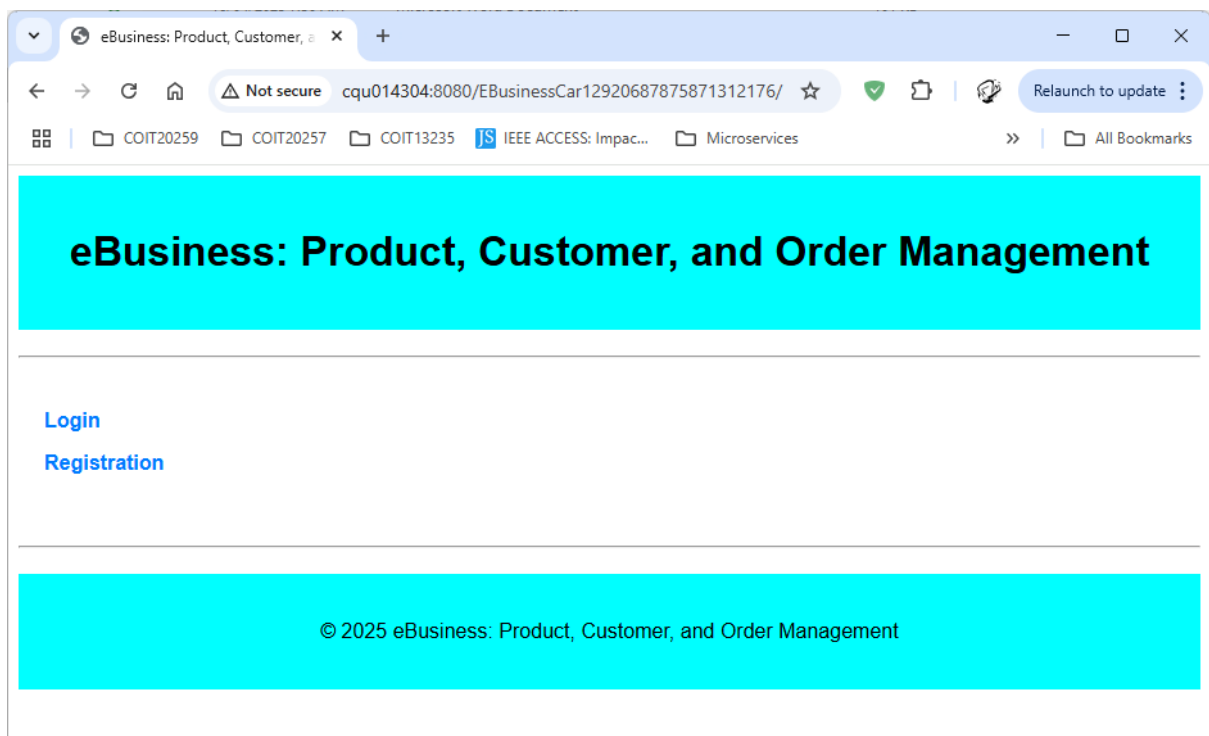 eBusiness: Product, Customer, a
Not secure cqu014304:8080/EBusinessCar12920687875871312176/ Relaunch to update
COIT20259 COIT20257 COIT13235 JS IEEE ACCESS: Impac... Microservices » All Bookmarks
eBusiness: Product, Customer, and Order Management
Login
Registration
© 2025 eBusiness: Product, Customer, and Order Management